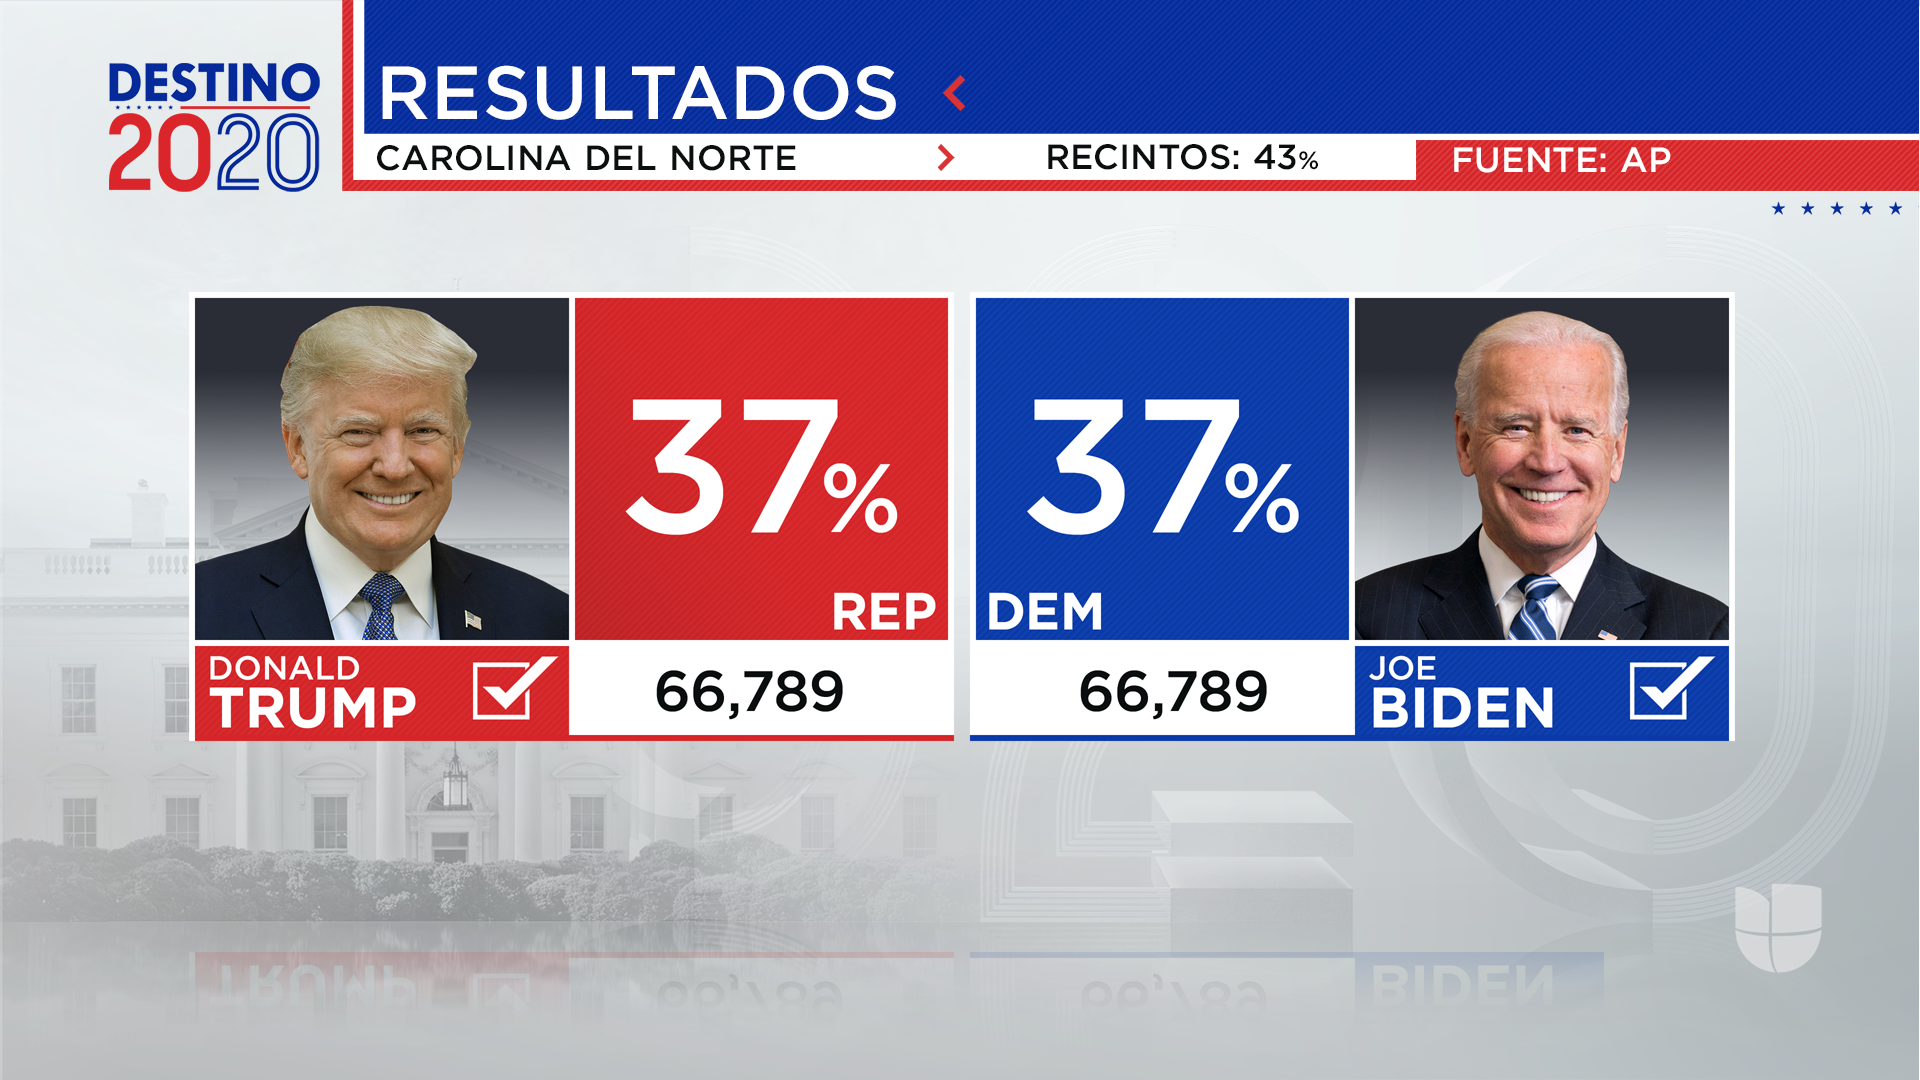 DESTINO
2020
RESULTADOS
CAROLINA DEL NORTE
RECINTOS: 43%
FUENTE: AP
37%
REP
DONALD
TRUMP
66,789
37%
DEM
66,789
JOE
BIDEN